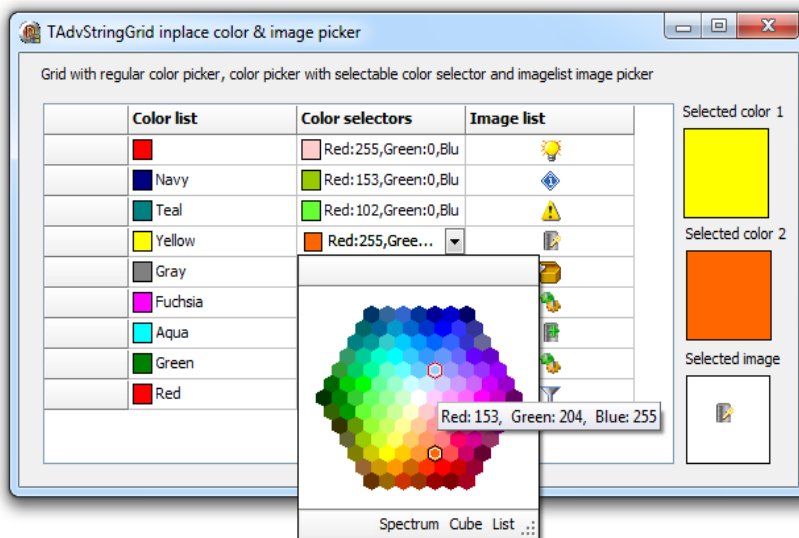 TAdvStringGrid inplace color & image picker
Grid with regular color picker, color picker with selectable color selector and imagelist image picker
Color list Color selectors Image list
Selected color 1
Red:255,Green:0,Blu
Navy Red:153,Green:0,Blu
Teal Red:102,Green:0,Blu
Yellow Red:255,Gree...
Selected color 2
Gray
Fuchsia
Aqua
Green
Selected image
Red
Red: 153, Green: 204, Blue: 255
Spectrum Cube List